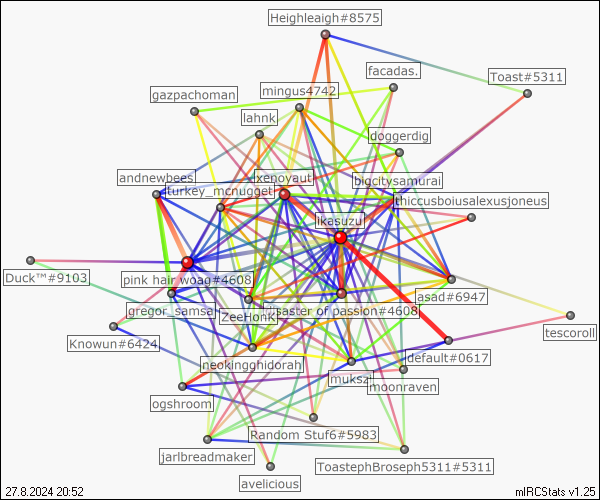 Heighleaigh#8575
facadas.
Toast#5311
gazpachoman
mingus4742
lahnk
doggerdig
andnewbees
xenoyaut
bigcitysamurai
turkey_mcnugget
thiccusboiusalexusjoneus
ikasuzu
Duck™#9103
pink hair woag#4608
asad#6947
jgregor_samsa
ZeeHonk
aster of passion#4608
tescoroll
Knowun#6424
neokingghidorah
default#0617
muksz
moonraven
ogshroom
Random Stuf6#5983
jarlbreadmaker
ToastephBroseph5311#5311
avelicious
27.8.2024 20:52
mIRCStats v1.25